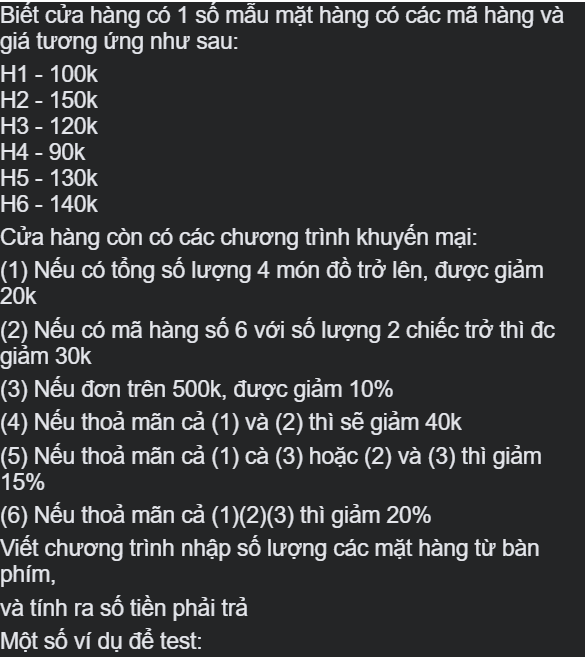 Biết cửa hàng có 1 số mẫu mặt hàng có các mã hàng và
giá tương ứng như sau:
H1 - 100k
H2 - 150k
H3 - 120k
H4 - 90k
H5 - 130k
H6 - 140k
Cửa hàng còn có các chương trình khuyến mại:
(1) Nếu có tổng số lượng 4 món đồ trở lên, được giảm
20k
(2) Nếu có mã hàng số 6 với số lượng 2 chiếc trở thì đc
giảm 30k
(3) Nếu đơn trên 500k, được giảm 10%
(4) Nếu thoả mãn cả (1) và (2) thì sẽ giảm 40k
(5) Nếu thoả mãn cả (1) cà (3) hoặc (2) và (3) thì giảm
15%
(6) Nếu thoả mãn cả (1)(2)(3) thì giảm 20%
Viết chương trình nhập số lượng các mặt hàng từ bàn
phím,
và tính ra số tiền phải trả
Một số ví dụ để test: